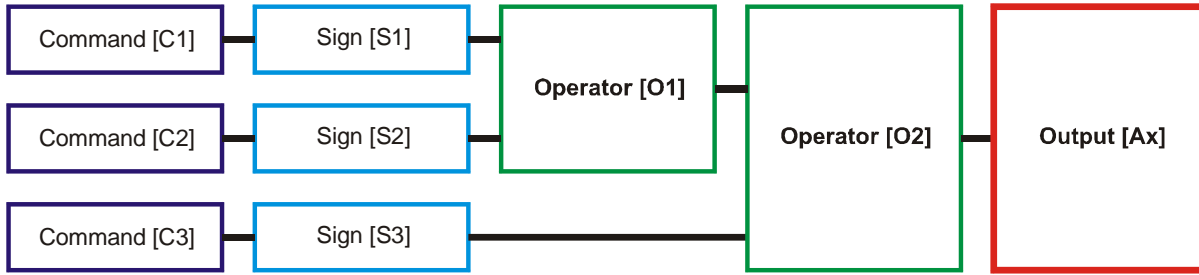 Command [C1]
Sign [S1]
Operator [O1]
Command [C2]
Sign [S2]
Operator [O2]
Output [Ax]
Command [C3]
Sign [S3]